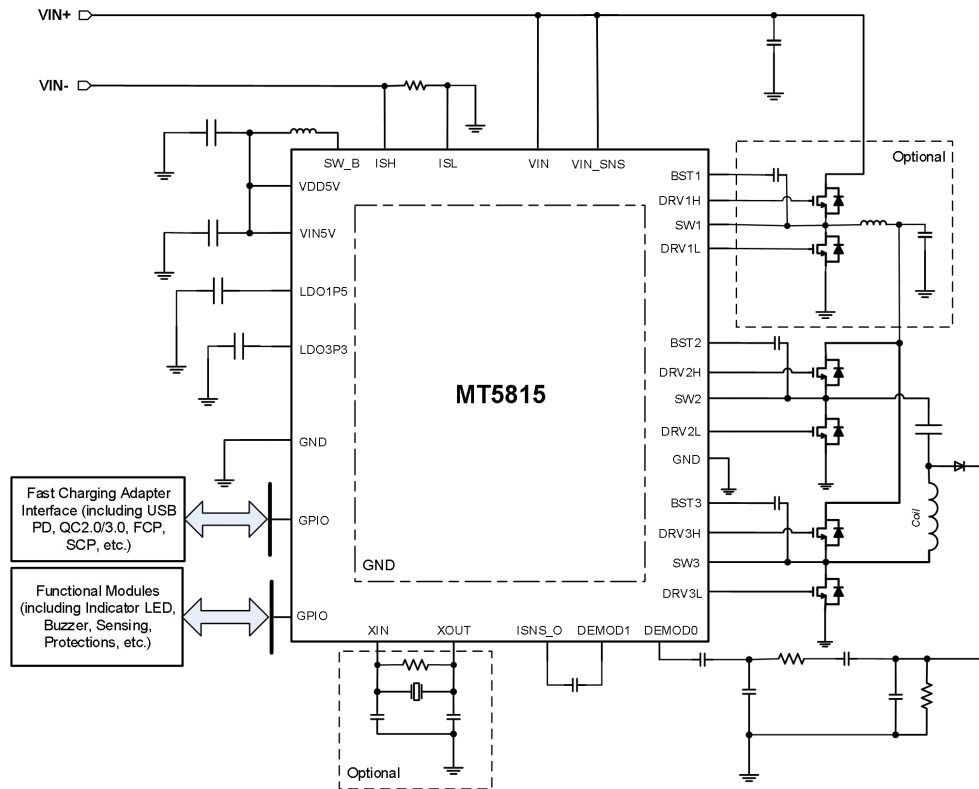 VIN+
VIN-
SW_B
ISH
ISL
VIN
VIN_SNS
Optional
BST1
DRV1H
SW1
DRV1L
VDD5V
VIN5V
LDO1P5
LDO3P3
GND
GPIO
GPIO
MT5815
GND
BST2
DRV2H
SW2
DRV2L
GND
BST3
DRV3H
SW3
DRV3L
Coil
Fast Charging Adapter
Interface (including USB
PD, QC2.0/3.0, FCP,
SCP, etc.)
Functional Modules
(including Indicator LED,
Buzzer, Sensing,
Protections, etc.)
XIN
XOUT
ISNS_O
DEMOD1
DEMOD0
Optional